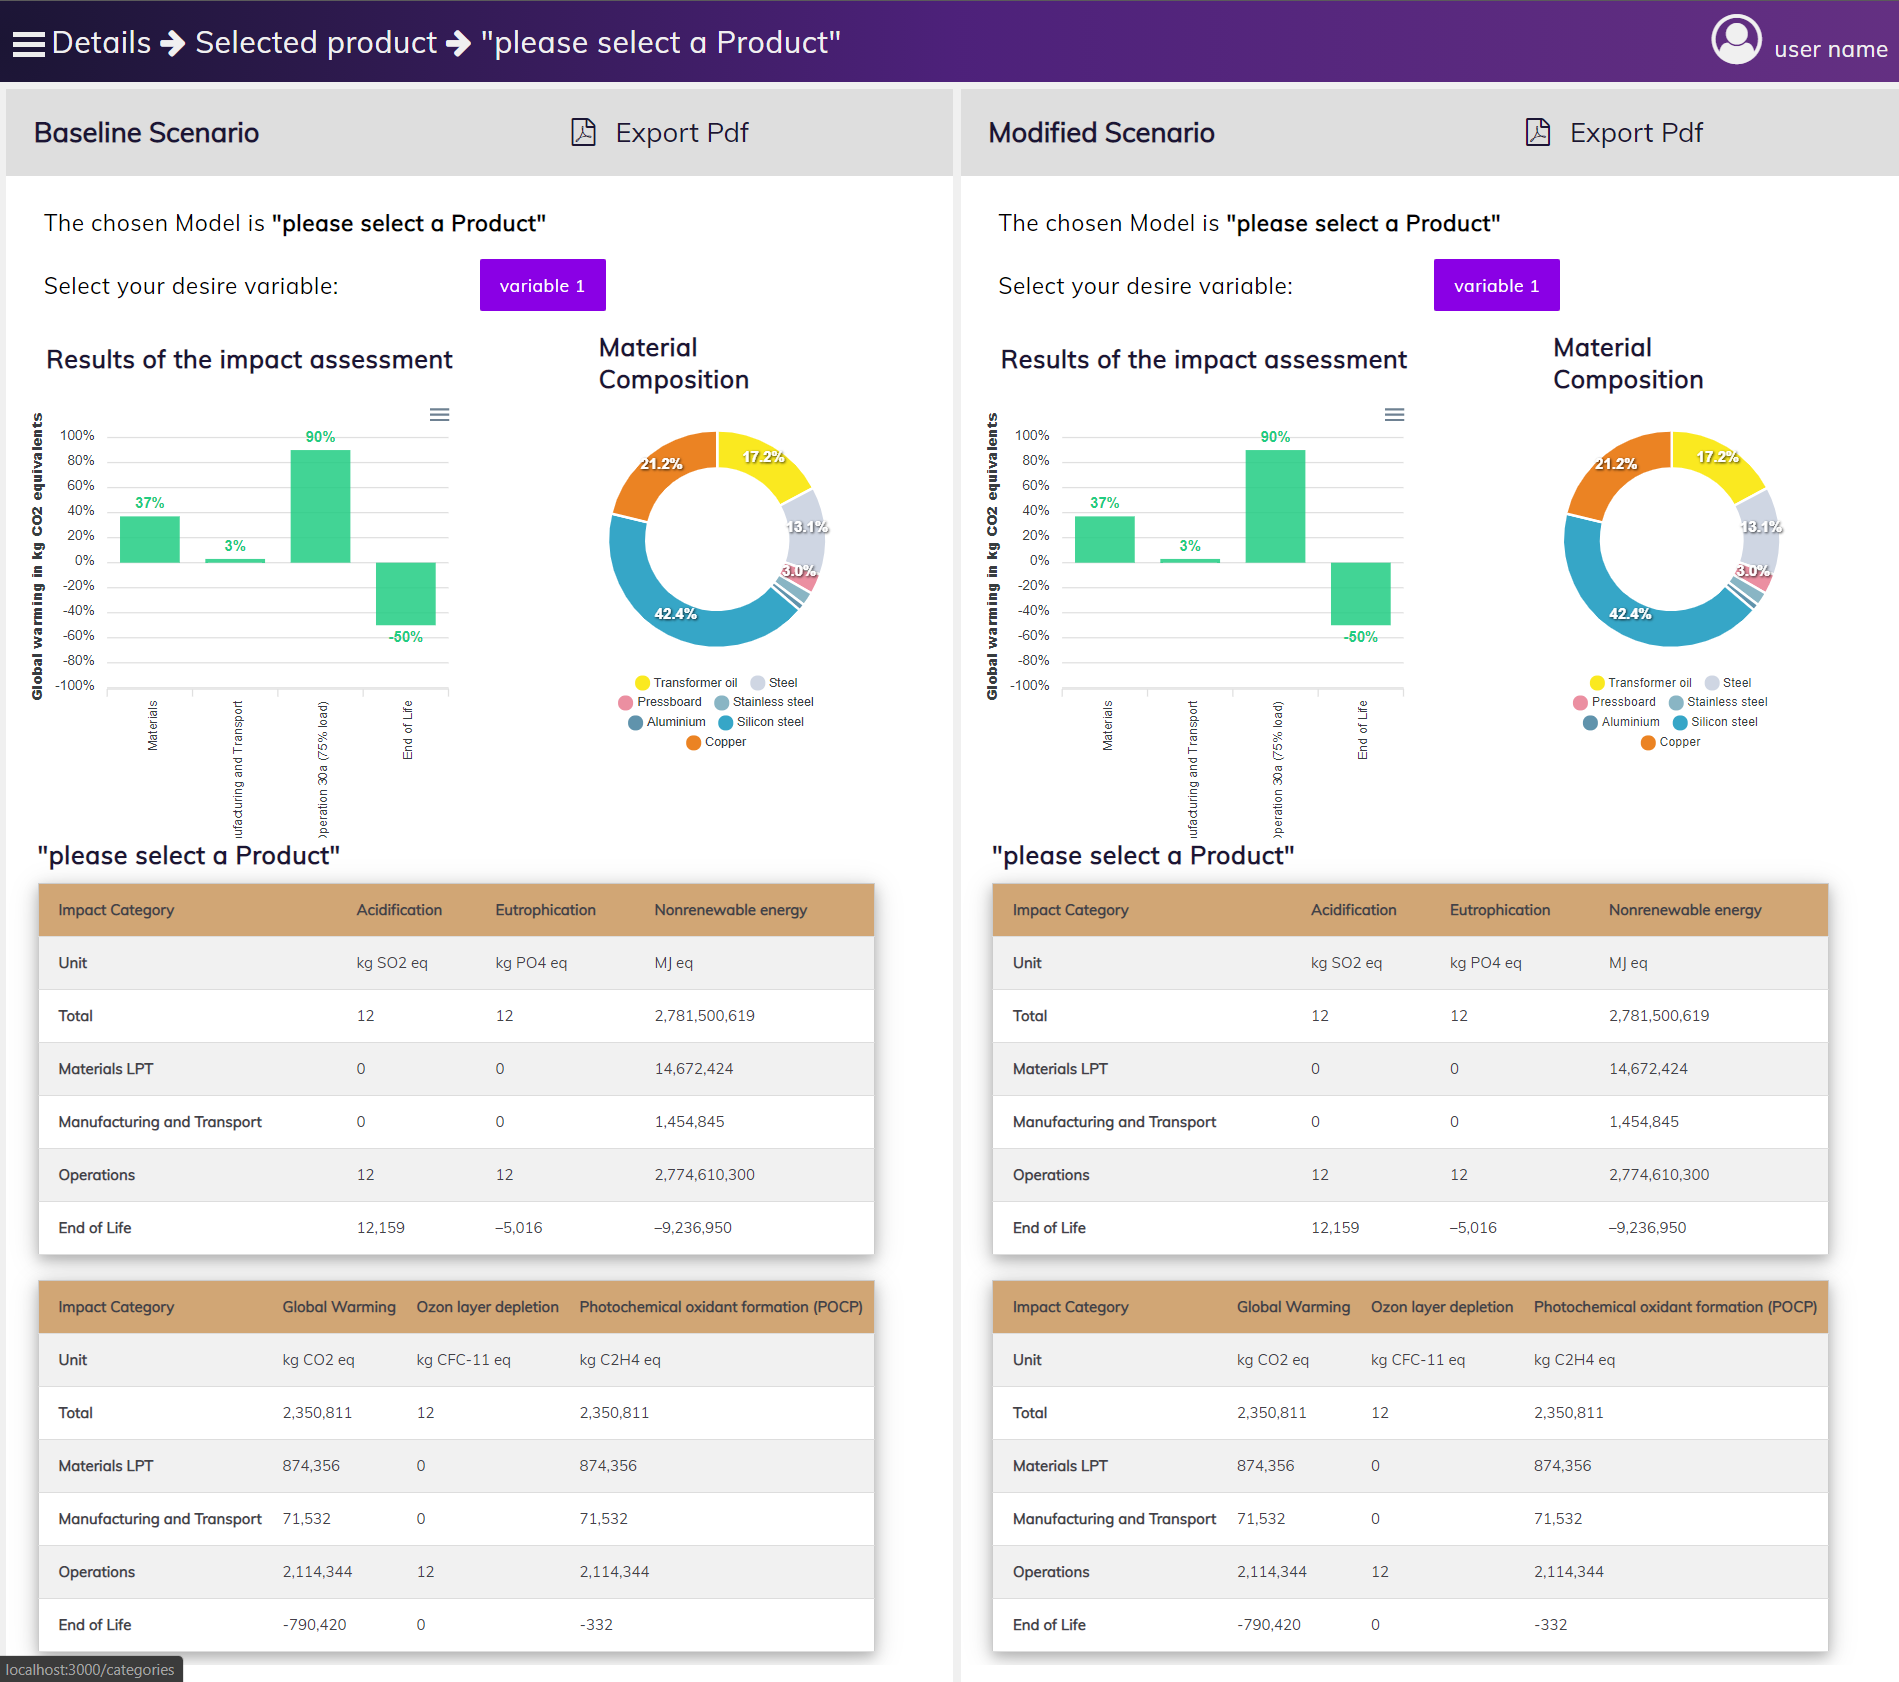 Details → Selected product → "please select a Product"
user name
Baseline Scenario
Export Pdf
The chosen Model is "please select a Product"
Select your desire variable:
variable 1
Results of the impact assessment
Material
Composition
Global warming in kg CO2 equivalents
100%
80%
60%
40%
20%
0%
-20%
-40%
-60%
-80%
-100%
37%
3%
90%
-50%
Materials
ufacturing and Transport
peration 30a (75% load)
End of Life
17.2%
13.1%
3.0%
42.4%
21.2%
Transformer oil Steel
Pressboard Stainless steel
Aluminium Silicon steel
Copper
"please select a Product"
Impact Category Acidification Eutrophication Nonrenewable energy
Unit kg SO2 eq kg PO4 eq MJ eq
Total 12 12 2,781,500,619
Materials LPT 0 0 14,672,424
Manufacturing and Transport 0 0 1,454,845
Operations 12 12 2,774,610,300
End of Life 12,159 –5,016 –9,236,950
Impact Category Global Warming Ozon layer depletion Photochemical oxidant formation (POCP)
Unit kg CO2 eq kg CFC-11 eq kg C2H4 eq
Total 2,350,811 12 2,350,811
Materials LPT 874,356 0 874,356
Manufacturing and Transport 71,532 0 71,532
Operations 2,114,344 12 2,114,344
End of Life -790,420 0 -332
Modified Scenario
Export Pdf
The chosen Model is "please select a Product"
Select your desire variable:
variable 1
Results of the impact assessment
Material
Composition
Global warming in kg CO2 equivalents
100%
80%
60%
40%
20%
0%
-20%
-40%
-60%
-80%
-100%
37%
3%
90%
-50%
Materials
ufacturing and Transport
peration 30a (75% load)
End of Life
17.2%
13.1%
3.0%
42.4%
21.2%
Transformer oil Steel
Pressboard Stainless steel
Aluminium Silicon steel
Copper
"please select a Product"
Impact Category Acidification Eutrophication Nonrenewable energy
Unit kg SO2 eq kg PO4 eq MJ eq
Total 12 12 2,781,500,619
Materials LPT 0 0 14,672,424
Manufacturing and Transport 0 0 1,454,845
Operations 12 12 2,774,610,300
End of Life 12,159 –5,016 –9,236,950
Impact Category Global Warming Ozon layer depletion Photochemical oxidant formation (POCP)
Unit kg CO2 eq kg CFC-11 eq kg C2H4 eq
Total 2,350,811 12 2,350,811
Materials LPT 874,356 0 874,356
Manufacturing and Transport 71,532 0 71,532
Operations 2,114,344 12 2,114,344
End of Life -790,420 0 -332
localhost:3000/categories